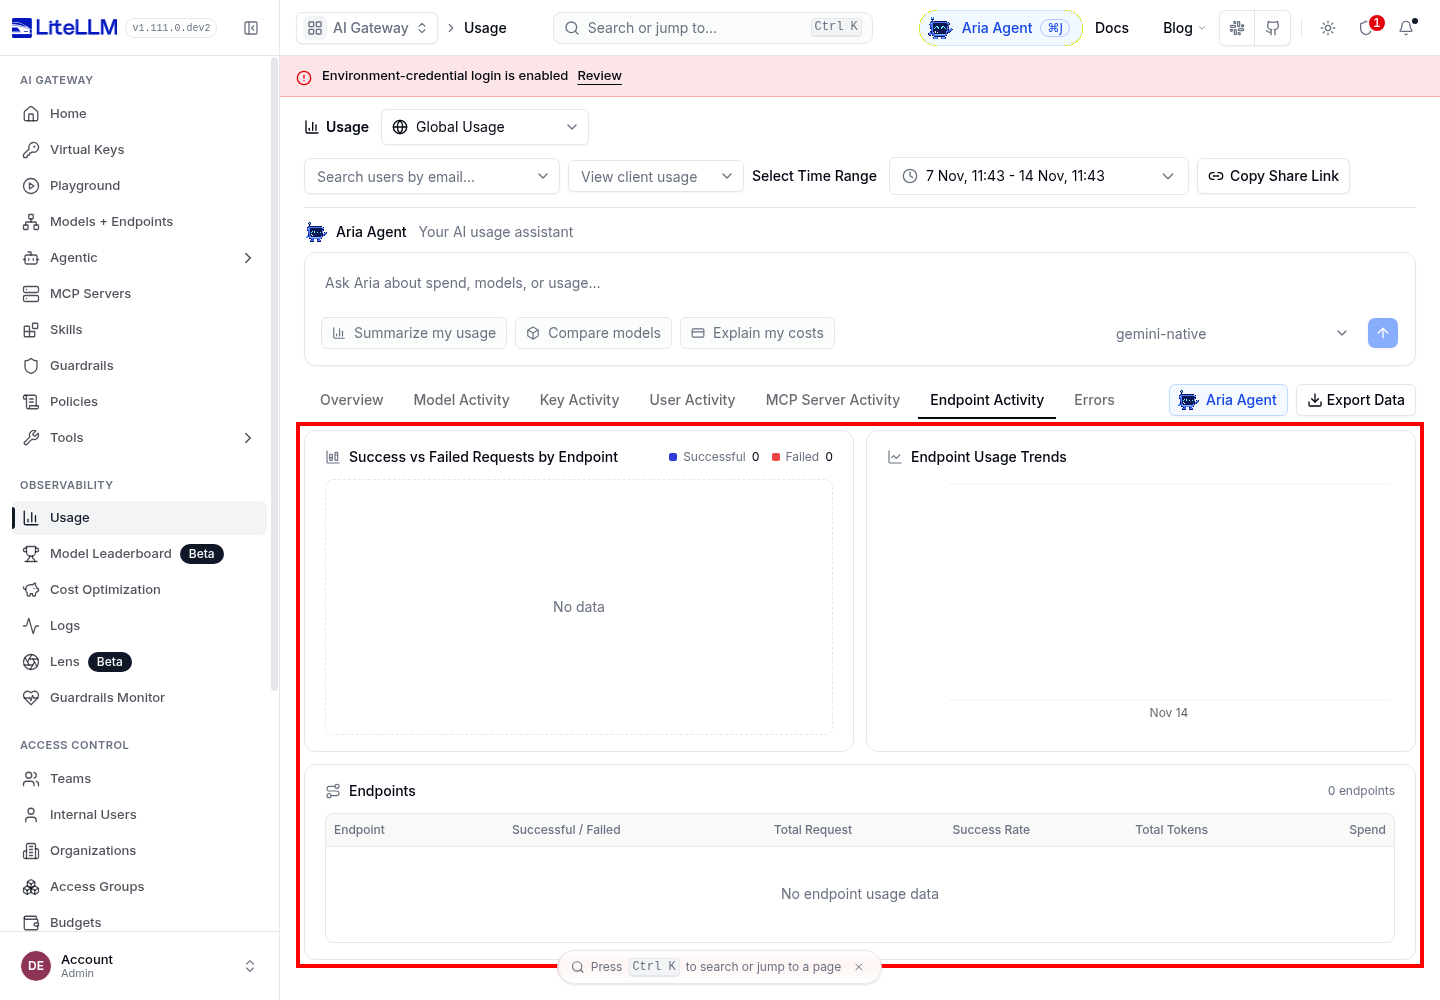 LiteLLM v1.111.0.dev2
AI Gateway
Usage
Search or jump to...
Ctrl K
Aria Agent ⌘J
Docs
Blog
1
Environment-credential login is enabled Review
AI GATEWAY
Home
Virtual Keys
Playground
Models + Endpoints
Agentic
MCP Servers
Skills
Guardrails
Policies
Tools
OBSERVABILITY
Usage
Model Leaderboard Beta
Cost Optimization
Logs
Lens Beta
Guardrails Monitor
ACCESS CONTROL
Teams
Internal Users
Organizations
Access Groups
Budgets
DE
Account
Admin
Usage
Global Usage
Search users by email...
View client usage
Select Time Range
7 Nov, 11:43 - 14 Nov, 11:43
Copy Share Link
Aria Agent Your AI usage assistant
Ask Aria about spend, models, or usage...
Summarize my usage
Compare models
Explain my costs
gemini-native
Overview
Model Activity
Key Activity
User Activity
MCP Server Activity
Endpoint Activity
Errors
Aria Agent
Export Data
Success vs Failed Requests by Endpoint
Successful 0
Failed 0
No data
Endpoint Usage Trends
Nov 14
Endpoints
0 endpoints
Endpoint Successful / Failed Total Request Success Rate Total Tokens Spend
No endpoint usage data
Press Ctrl K to search or jump to a page